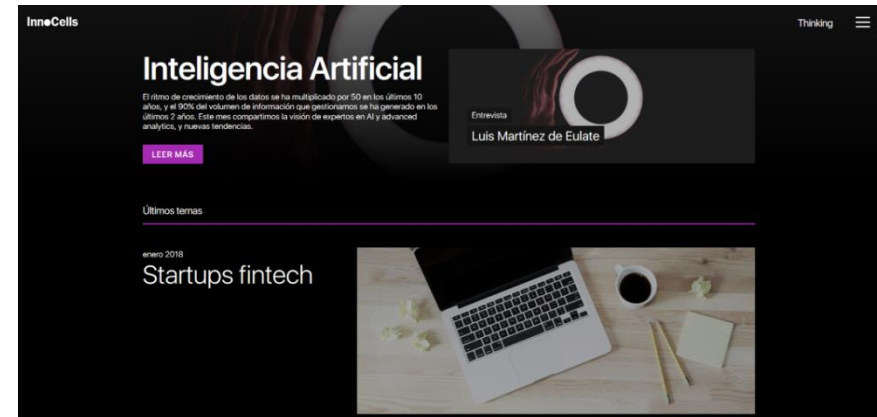 InnoCells
Thinking
Inteligencia Artificial
El ritmo de crecimiento de los datos se ha multiplicado por 50 en los últimos 10
años, y el 90% del volumen de información que gestionamos se ha generado en los
últimos 2 años. Este mes compartimos la visión de expertos en AI y advanced
analytics, y nuevas tendencias.
LEER MÁS
Entrevista
Luis Martínez de Eulate
Últimos temas
enero 2018
Startups fintech